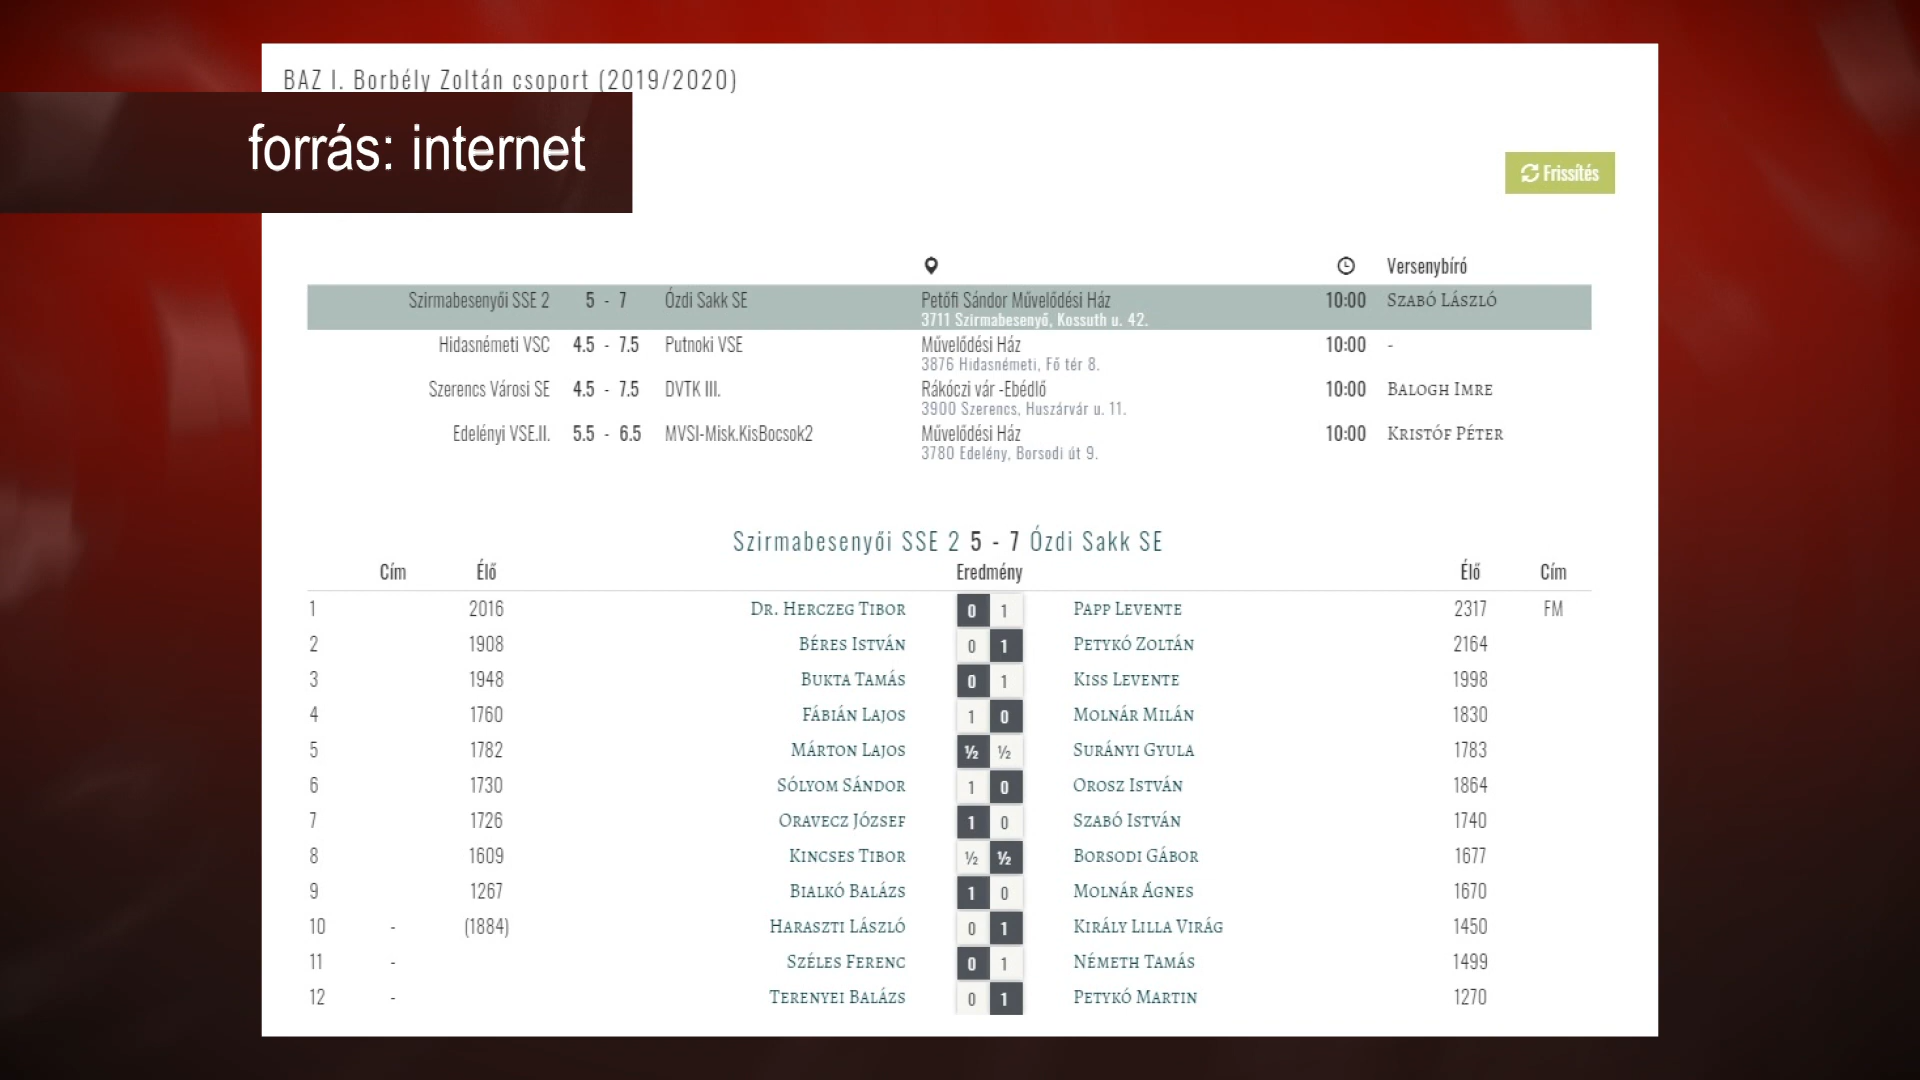 BAZ I. Borbély Zoltán csoport (2019/2020)
forrás: internet
Frissítés
Versenybíró
Szirmabesenyői SSE 2 5 - 7 Ózdi Sakk SE Petőfi Sándor Művelődési Ház 10:00 Szabó László
3711 Szirmabesenyő, Kossuth u. 42.
Hidasnémeti VSC 4.5 - 7.5 Putnoki VSE Művelődési Ház 10:00 -
3876 Hidasnémeti, Fő tér 8.
Szerencs Városi SE 4.5 - 7.5 DVTK III. Rákóczi vár -Ebédlő 10:00 Balogh Imre
3900 Szerencs, Huszárvár u. 11.
Edelényi VSE.II. 5.5 - 6.5 MVSI-Misk.KisBocsok2 Művelődési Ház 10:00 Kristóf Péter
3780 Edelény, Borsodi út 9.
Szirmabesenyői SSE 2 5 - 7 Ózdi Sakk SE
Cím Élő Eredmény Élő Cím
1 2016 Dr. Herczeg Tibor 0 1 Papp Levente 2317 FM
2 1908 Béres István 0 1 Petykó Zoltán 2164
3 1948 Bukta Tamás 0 1 Kiss Levente 1998
4 1760 Fábián Lajos 1 0 Molnár Milán 1830
5 1782 Márton Lajos ½ ½ Surányi Gyula 1783
6 1730 Sólyom Sándor 1 0 Orosz István 1864
7 1726 Oravecz József 1 0 Szabó István 1740
8 1609 Kincses Tibor ½ ½ Borsodi Gábor 1677
9 1267 Bialkó Balázs 1 0 Molnár Ágnes 1670
10 - (1884) Haraszti László 0 1 Király Lilla Virág 1450
11 - Széles Ferenc 0 1 Németh Tamás 1499
12 - Terenyei Balázs 0 1 Petykó Martin 1270